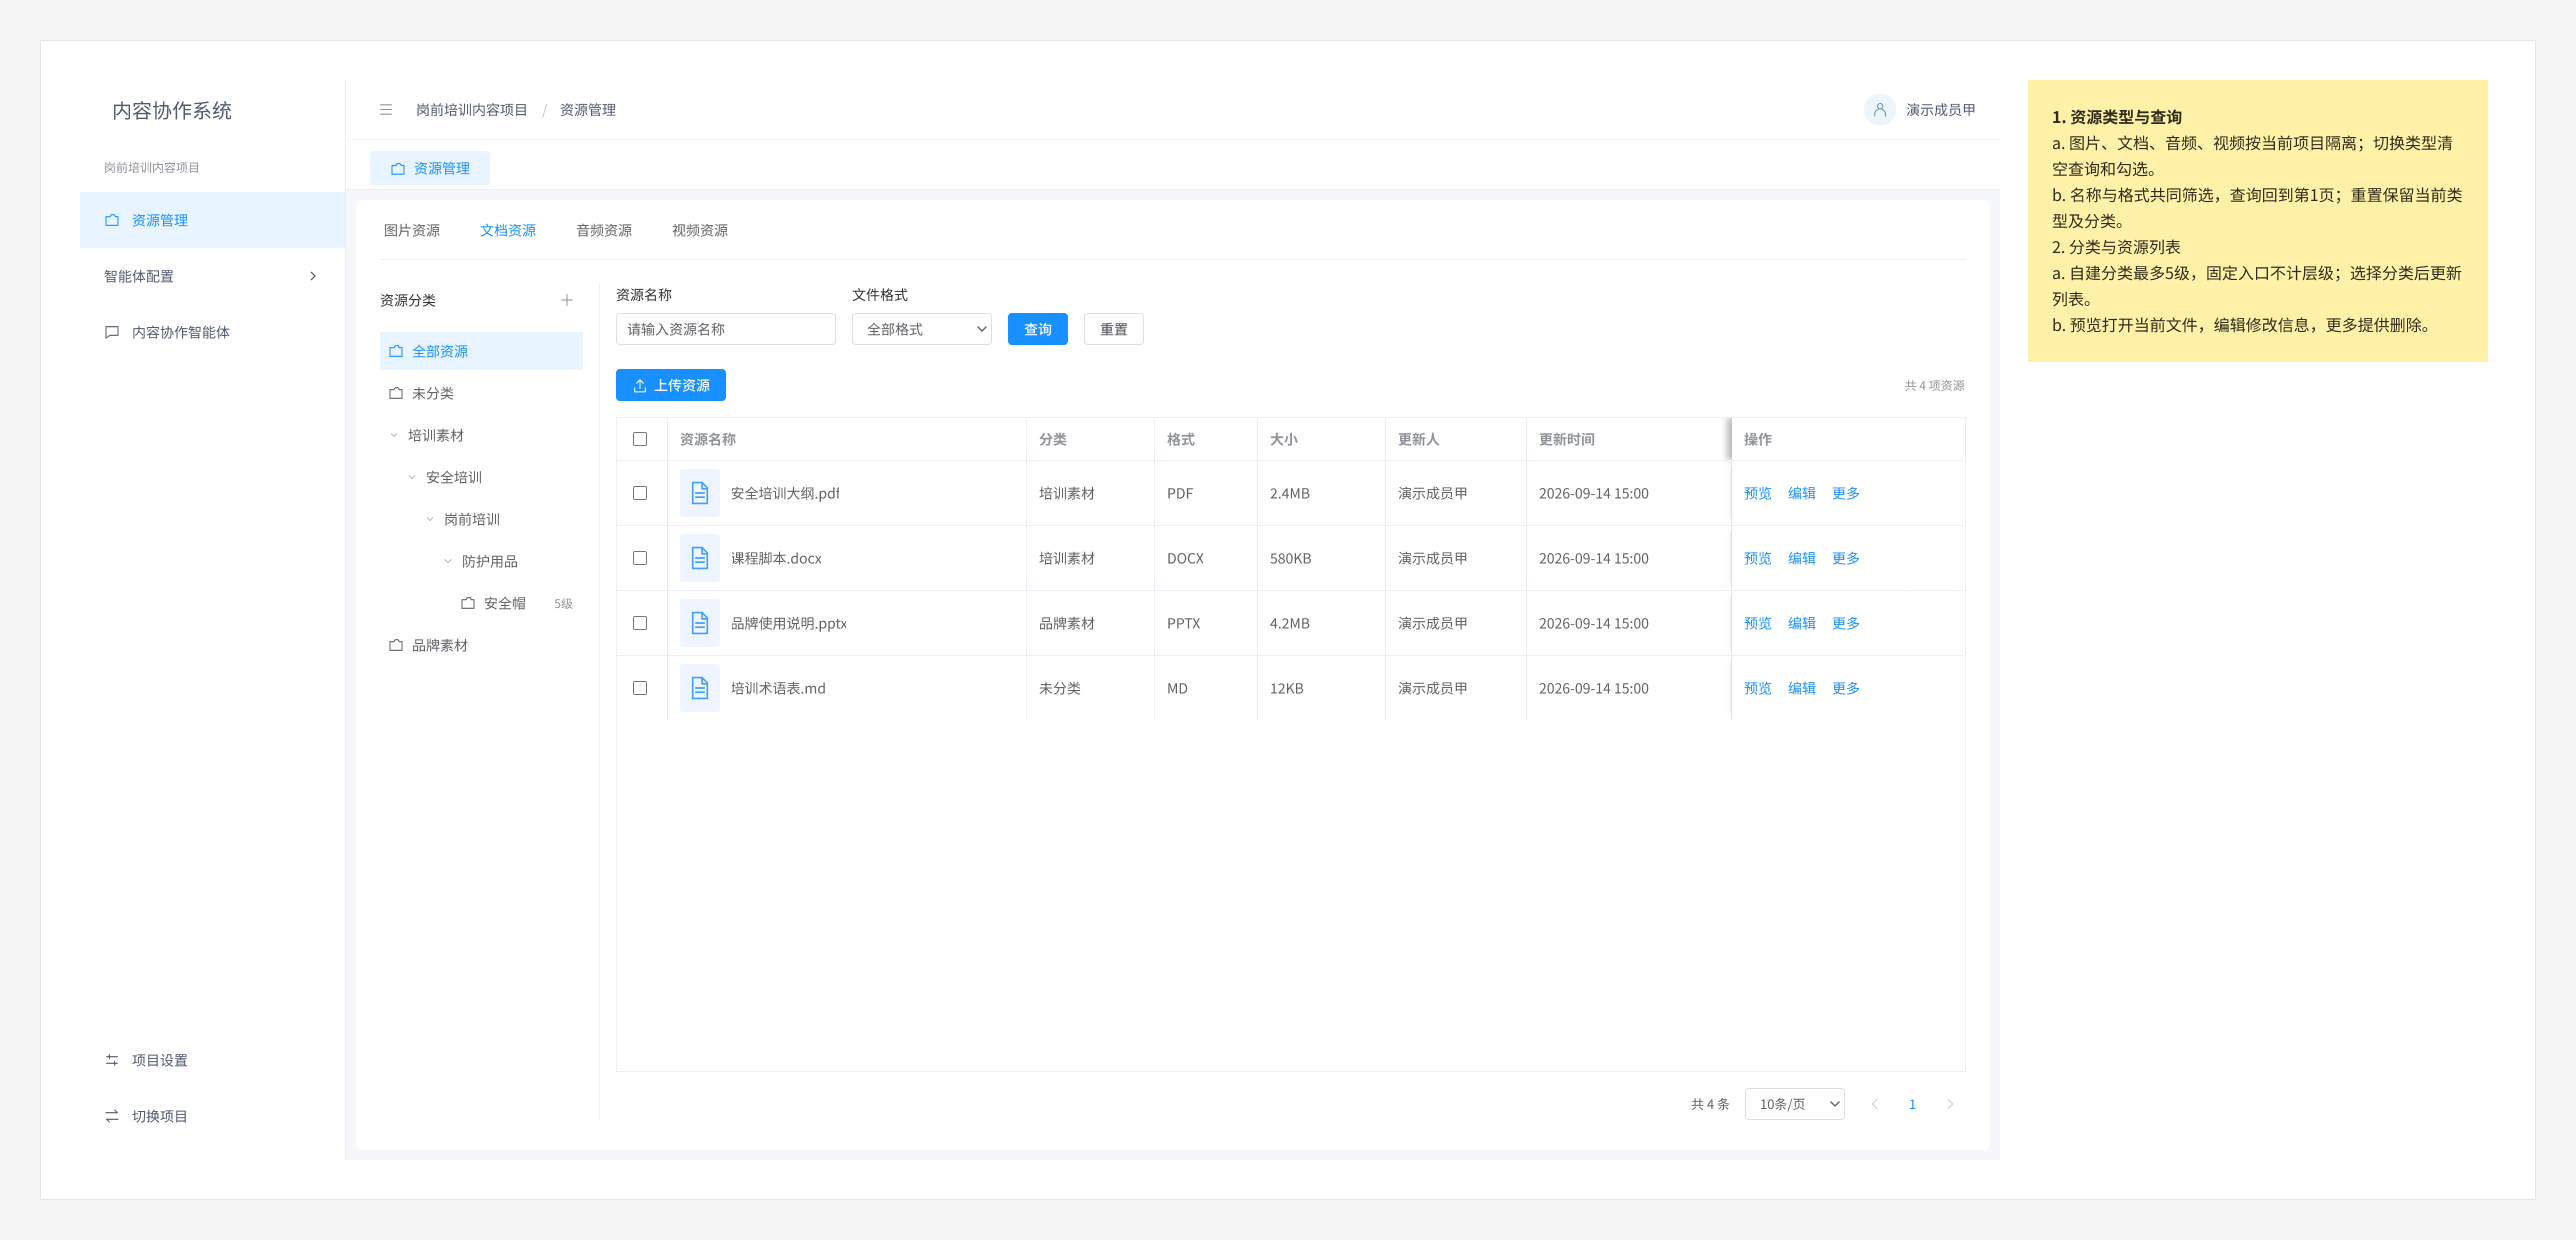 内容协作系统
岗前培训内容项目
资源管理
智能体配置
内容协作智能体
项目设置
切换项目
岗前培训内容项目 / 资源管理
演示成员甲
资源管理
图片资源 文档资源 音频资源 视频资源
资源分类
全部资源
未分类
培训素材
安全培训
岗前培训
防护用品
安全帽 5级
品牌素材
资源名称 文件格式
请输入资源名称 全部格式 查询 重置
上传资源 共 4 项资源
资源名称 分类 格式 大小 更新人 更新时间 操作
安全培训大纲.pdf 培训素材 PDF 2.4MB 演示成员甲 2026-09-14 15:00 预览 编辑 更多
课程脚本.docx 培训素材 DOCX 580KB 演示成员甲 2026-09-14 15:00 预览 编辑 更多
品牌使用说明.pptx 品牌素材 PPTX 4.2MB 演示成员甲 2026-09-14 15:00 预览 编辑 更多
培训术语表.md 未分类 MD 12KB 演示成员甲 2026-09-14 15:00 预览 编辑 更多
共 4 条 10条/页 1
1. 资源类型与查询
a. 图片、文档、音频、视频按当前项目隔离；切换类型清
空查询和勾选。
b. 名称与格式共同筛选，查询回到第1页；重置保留当前类
型及分类。
2. 分类与资源列表
a. 自建分类最多5级，固定入口不计层级；选择分类后更新
列表。
b. 预览打开当前文件，编辑修改信息，更多提供删除。